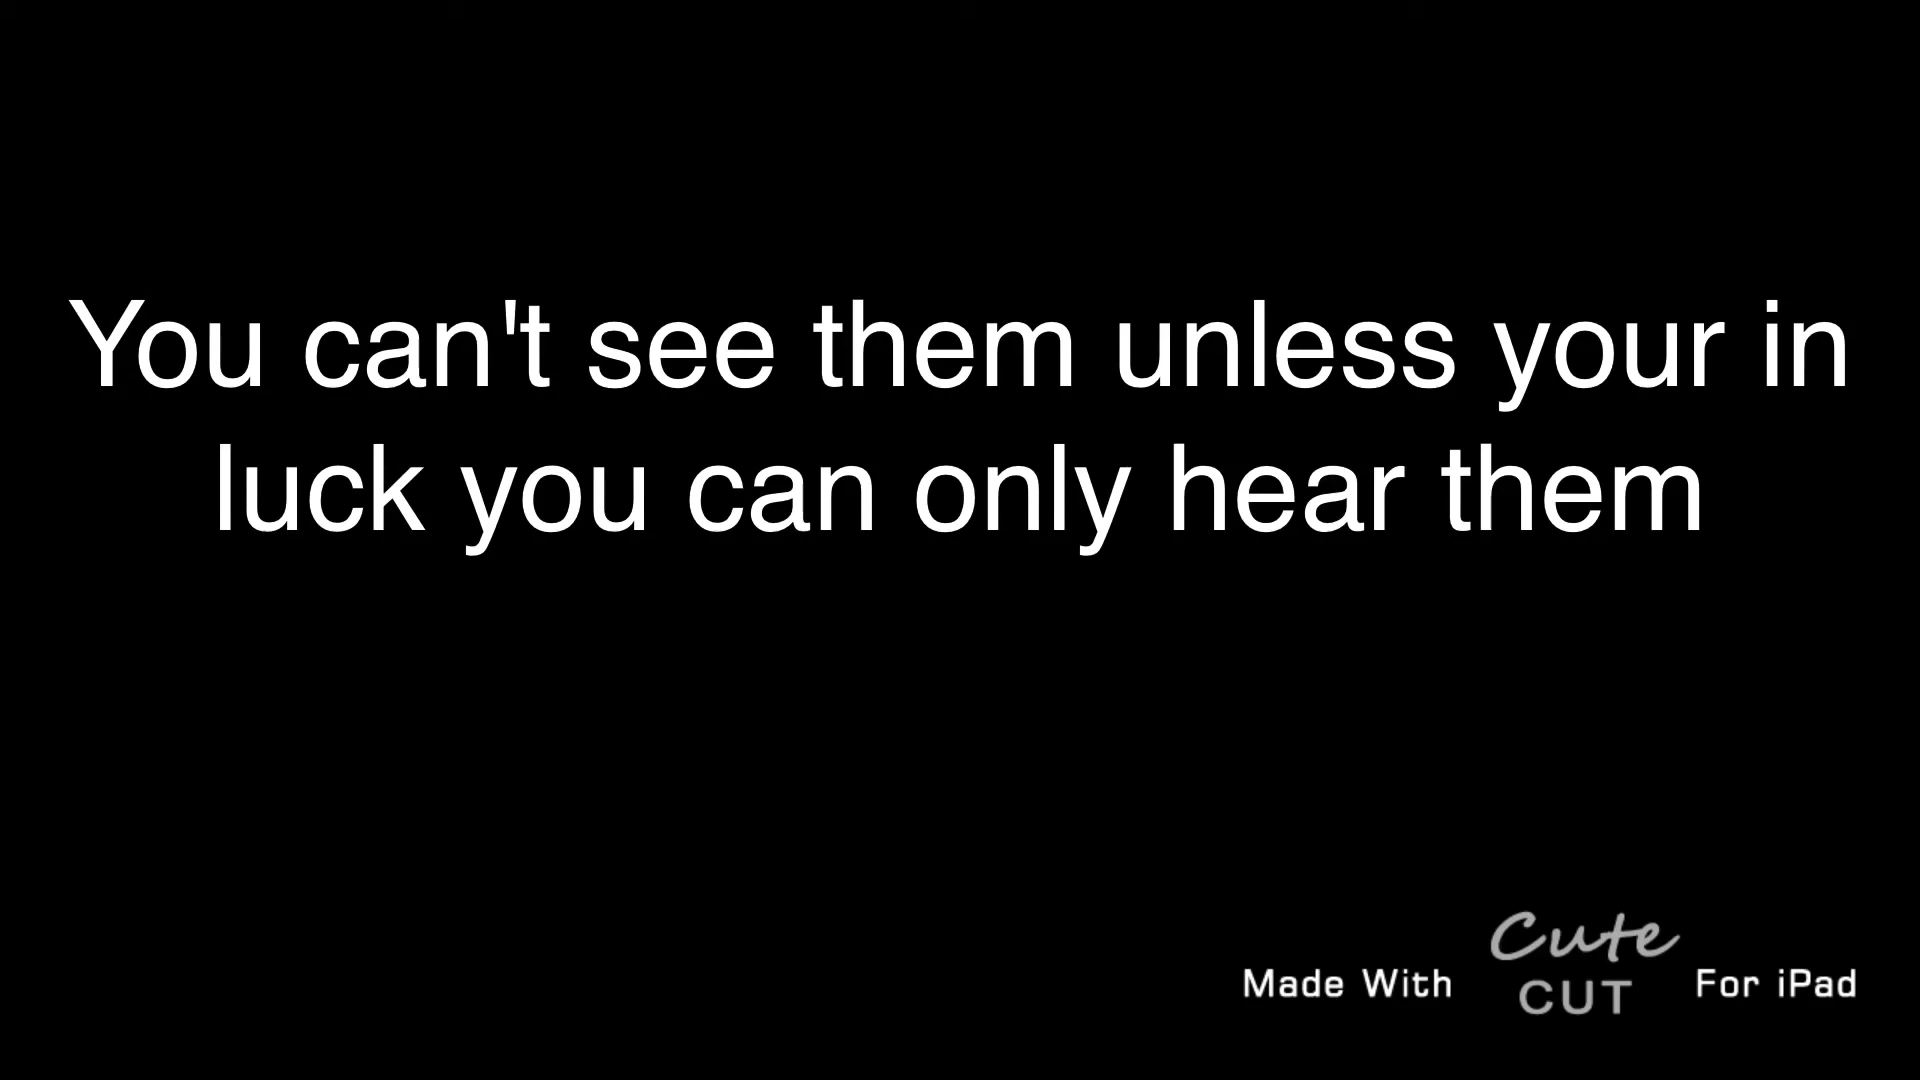 You can't see them unless your in
luck you can only hear them
Made With Cute CUT For iPad